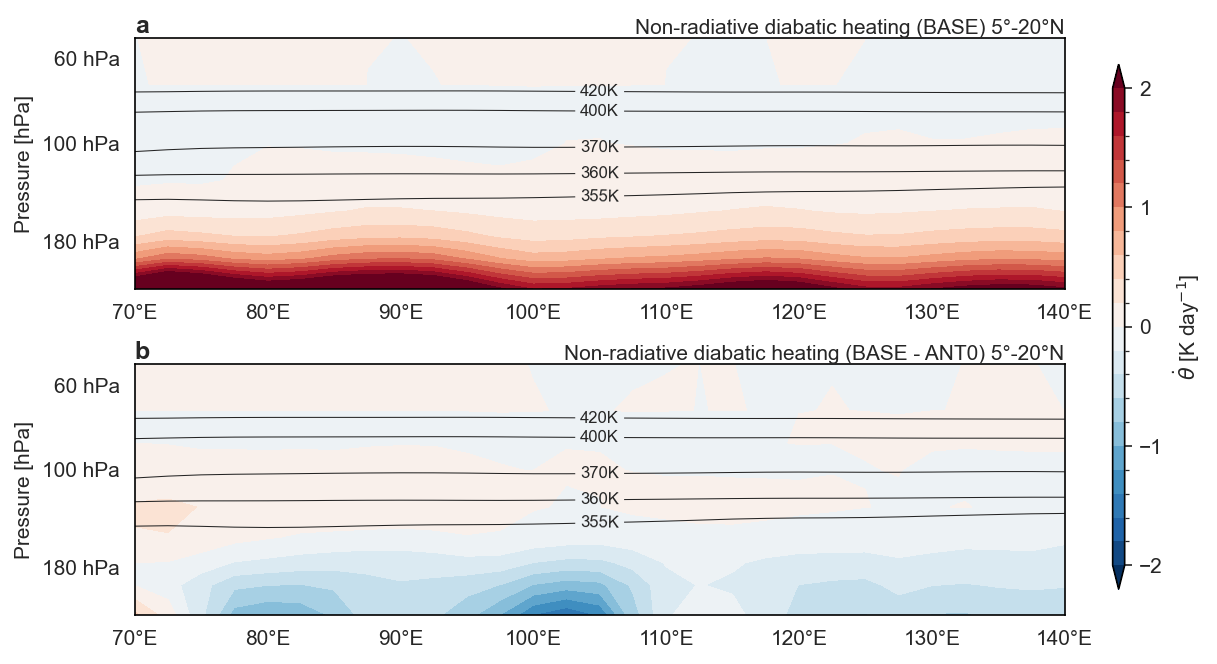 a
Non-radiative diabatic heating (BASE) 5°-20°N
Pressure [hPa]
60 hPa
100 hPa
180 hPa
420K
400K
370K
360K
355K
70°E 80°E 90°E 100°E 110°E 120°E 130°E 140°E
b
Non-radiative diabatic heating (BASE - ANT0) 5°-20°N
Pressure [hPa]
60 hPa
100 hPa
180 hPa
420K
400K
370K
360K
355K
70°E 80°E 90°E 100°E 110°E 120°E 130°E 140°E
2
1
0
−1
−2
θ̇ [K day⁻¹]